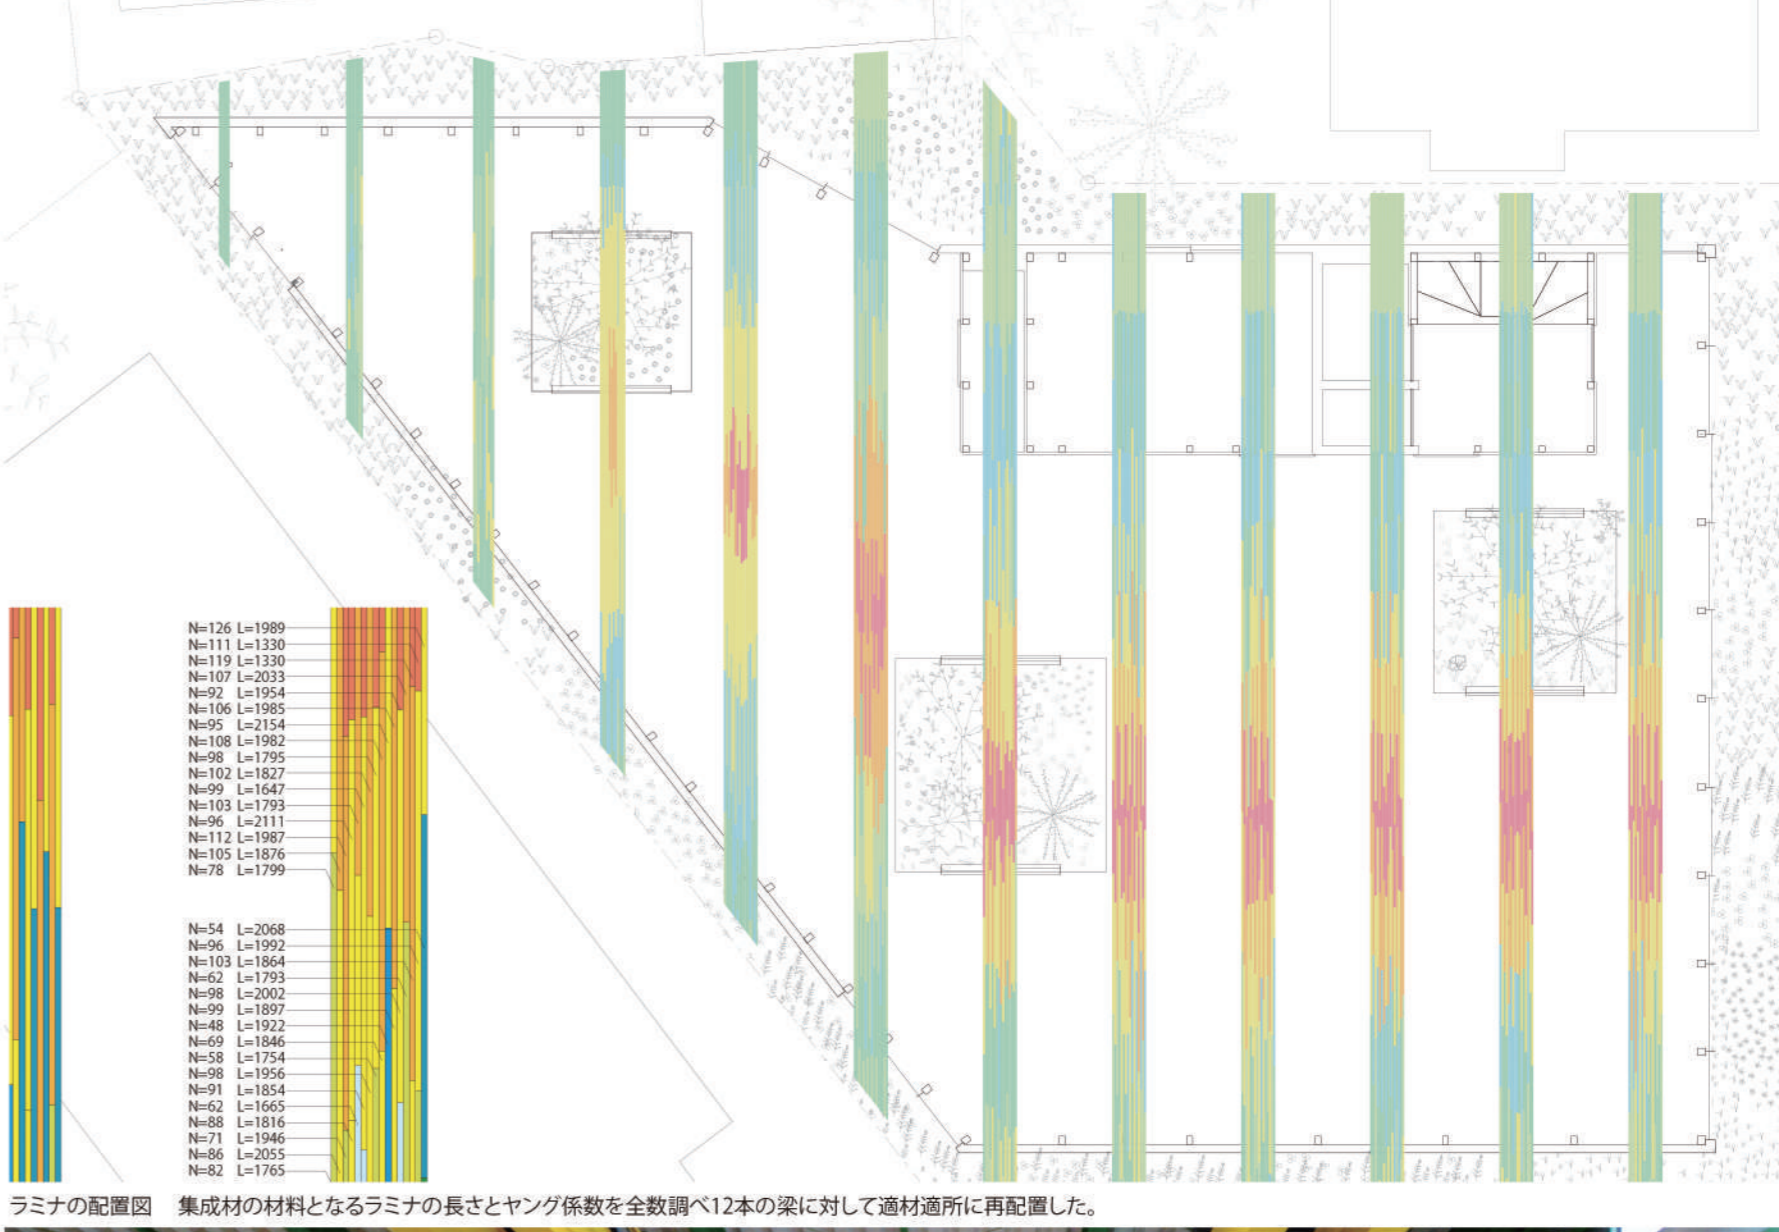 N=126 L=1989
N=111 L=1330
N=119 L=1330
N=107 L=2033
N=92 L=1954
N=106 L=1985
N=95 L=2154
N=108 L=1982
N=98 L=1795
N=102 L=1827
N=99 L=1647
N=103 L=1793
N=96 L=2111
N=112 L=1987
N=105 L=1876
N=78 L=1799
N=54 L=2068
N=96 L=1992
N=103 L=1864
N=62 L=1793
N=98 L=2002
N=99 L=1897
N=48 L=1922
N=69 L=1846
N=58 L=1754
N=98 L=1956
N=91 L=1854
N=62 L=1665
N=88 L=1816
N=71 L=1946
N=86 L=2055
N=82 L=1765
ラミナの配置図 集成材の材料となるラミナの長さとヤング係数を全数調べ12本の梁に対して適材適所に再配置した。